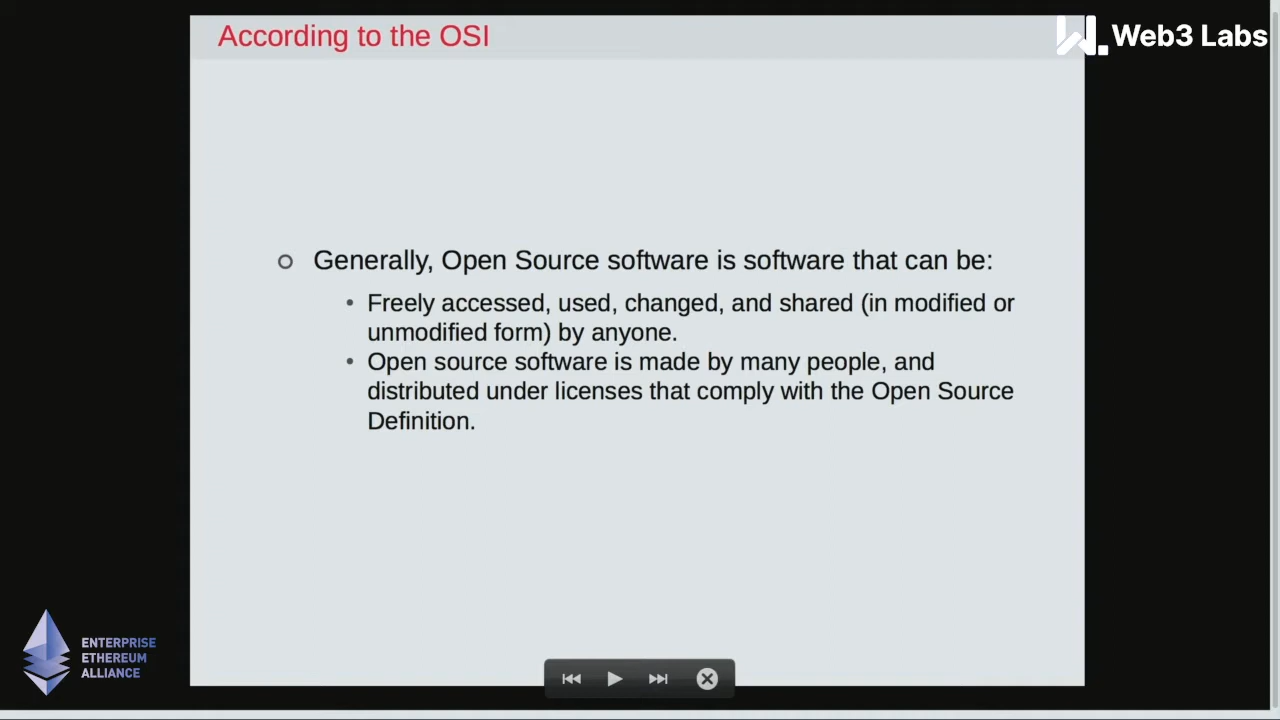 According to the OSI
Web3 Labs
Generally, Open Source software is software that can be:
Freely accessed, used, changed, and shared (in modified or
unmodified form) by anyone.
Open source software is made by many people, and
distributed under licenses that comply with the Open Source
Definition.
ENTERPRISE
ETHEREUM
ALLIANCE